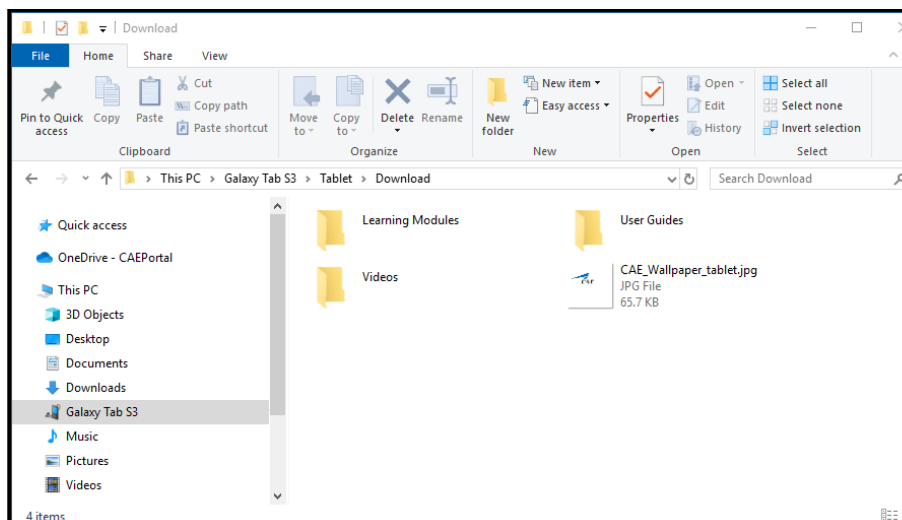 Download
File Home Share View
Pin to Quick access
Copy
Paste
Cut
Copy path
Paste shortcut
Clipboard
Move to
Copy to
Delete
Rename
Organize
New folder
New item
Easy access
New
Properties
Open
Edit
History
Open
Select all
Select none
Invert selection
Select
This PC > Galaxy Tab S3 > Tablet > Download
Search Download
Quick access
OneDrive - CAEPortal
This PC
3D Objects
Desktop
Documents
Downloads
Galaxy Tab S3
Music
Pictures
Videos
Learning Modules
User Guides
Videos
CAE
CAE_Wallpaper_tablet.jpg
JPG File
65.7 KB
4 items